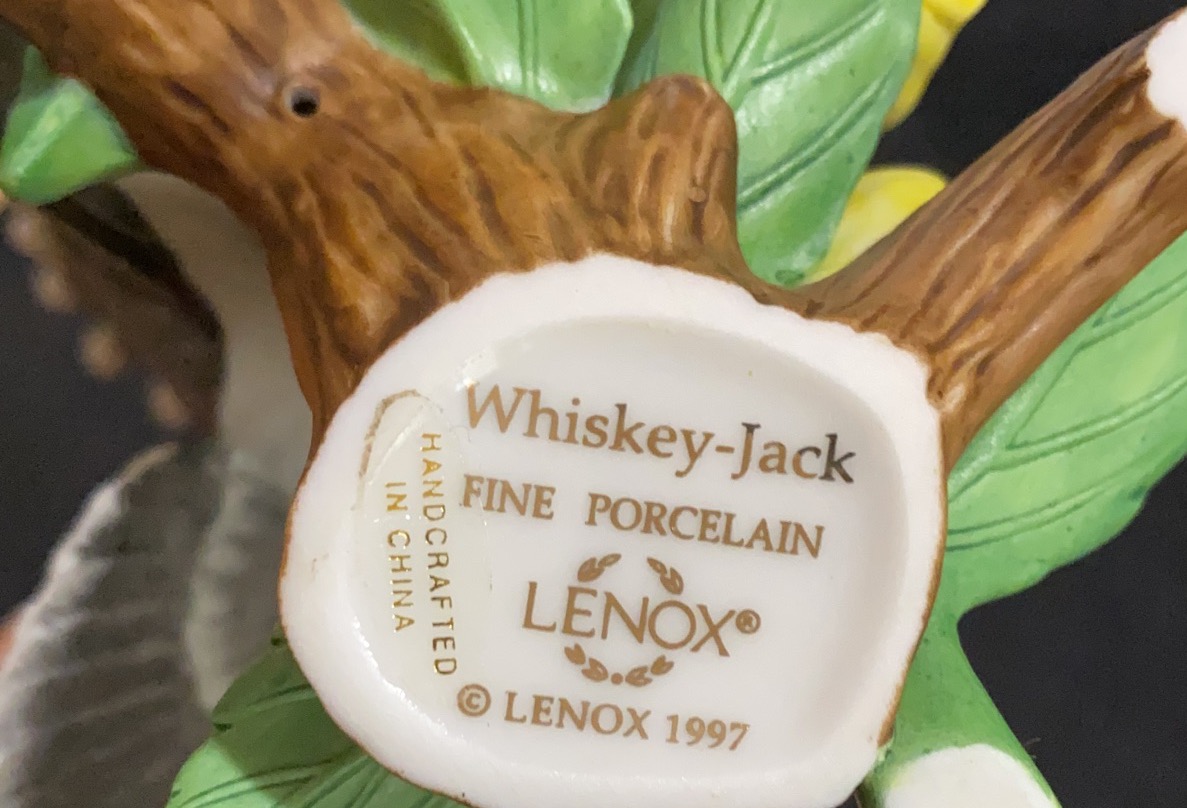 Whiskey-Jack
FINE PORCELAIN
LENOX®
© LENOX 1997
HANDCRAFTED
IN CHINA